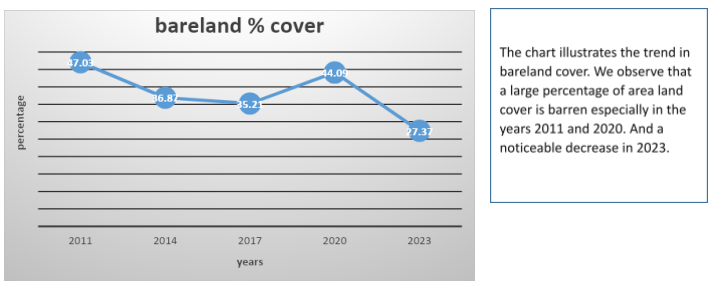 bareland % cover
percentage
47.03
36.87
35.21
44.09
27.37
2011 2014 2017 2020 2023
years
The chart illustrates the trend in
bareland cover. We observe that
a large percentage of area land
cover is barren especially in the
years 2011 and 2020. And a
noticeable decrease in 2023.